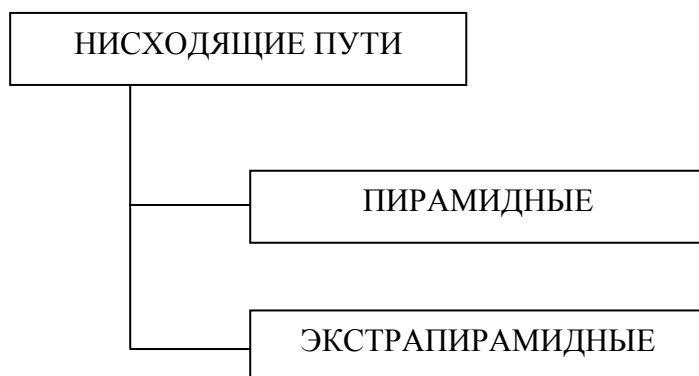 НИСХОДЯЩИЕ ПУТИ
ПИРАМИДНЫЕ
ЭКСТРАПИРАМИДНЫЕ